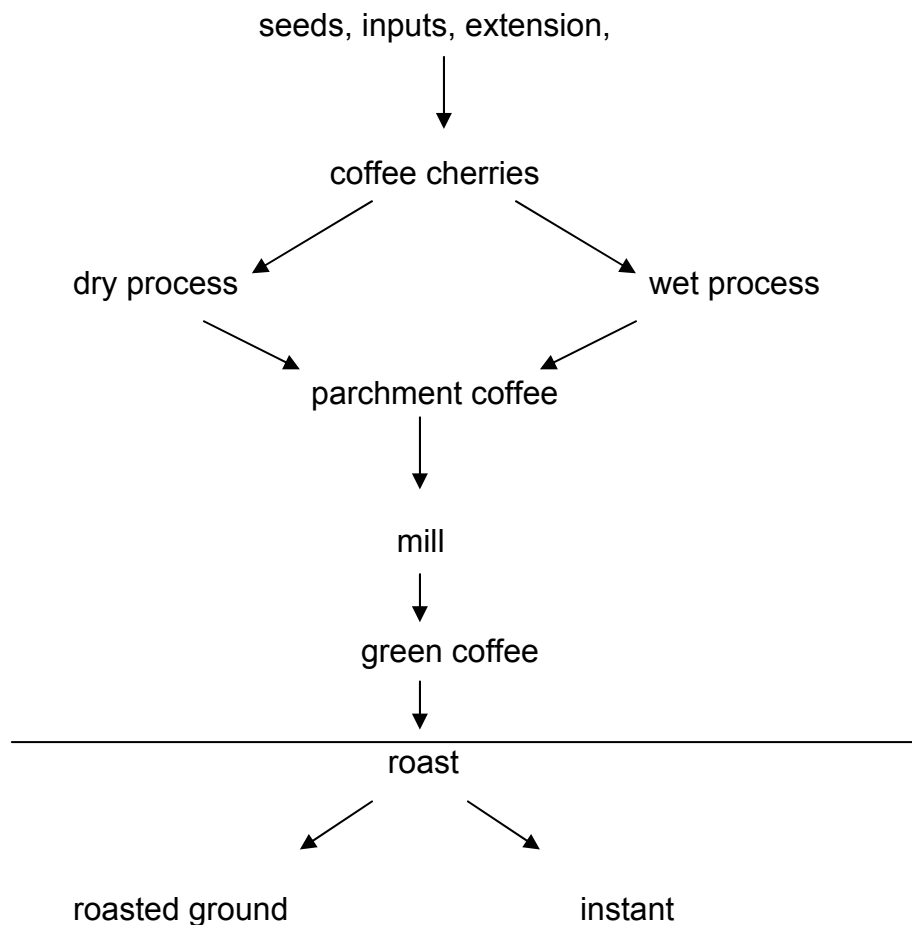 seeds, inputs, extension,
coffee cherries
dry process
wet process
parchment coffee
mill
green coffee
roast
roasted ground
instant